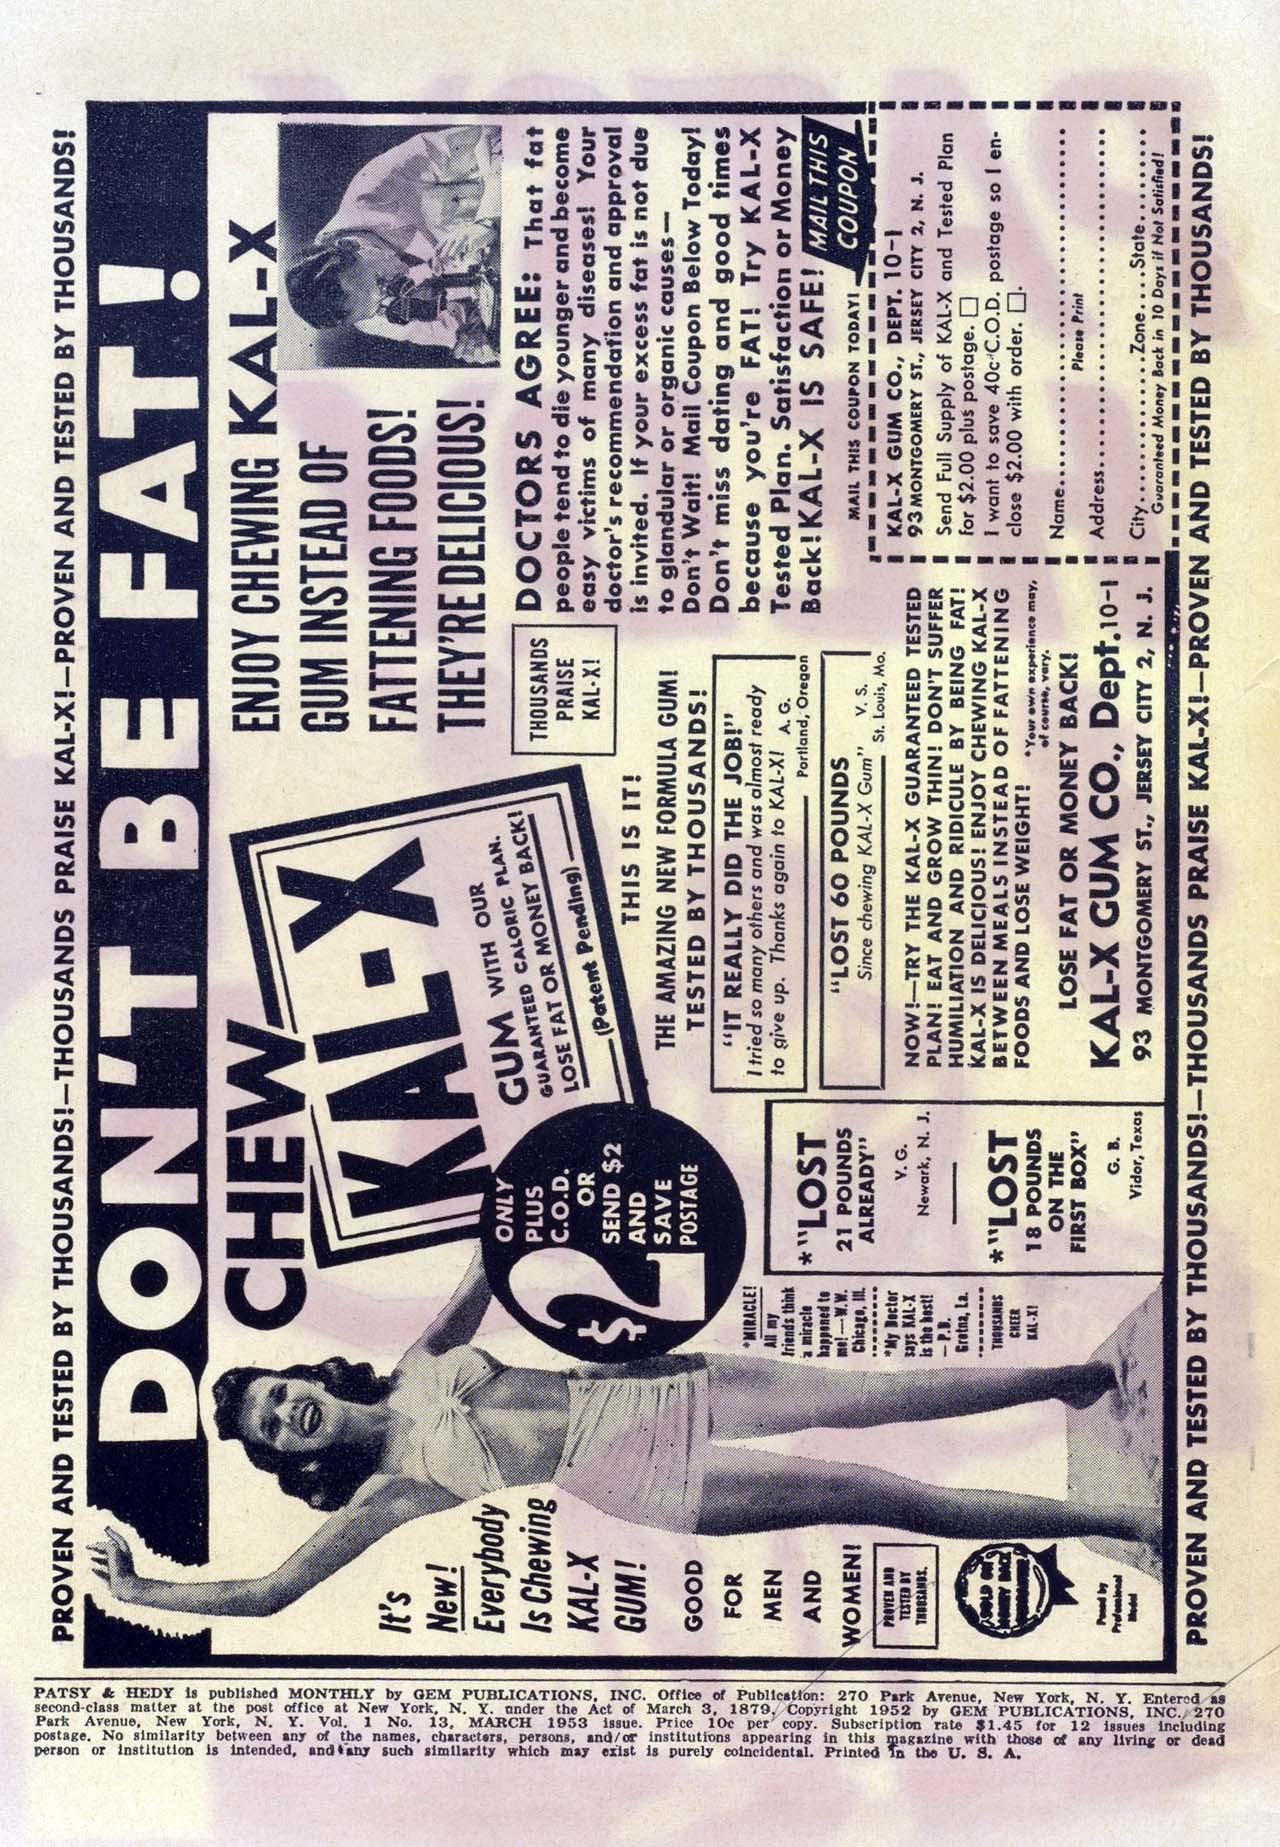 PROVEN AND TESTED BY THOUSANDS!—THOUSANDS PRAISE KAL-X!—PROVEN AND TESTED BY THOUSANDS!
DON'T BE FAT!
CHEW
KAL-X
GUM WITH OUR
GUARANTEED CALORIC PLAN.
LOSE FAT OR MONEY BACK!
(Patent Pending)
ENJOY CHEWING KAL-X
GUM INSTEAD OF
FATTENING FOODS!
THEY'RE DELICIOUS!
It's
New!
Everybody
Is Chewing
KAL-X
GUM!
GOOD
FOR
MEN
AND
WOMEN!
PROVEN AND
TESTED BY
THOUSANDS.
SOLD ON
MONEY BACK
Posed by
Professional
Model
ONLY
$2
PLUS
C.O.D.
OR
SEND $2
AND
SAVE
POSTAGE
*MIRACLE!
All my
friends think
a miracle
happened to
me!—W.W.
Chicago, Ill.
*My Doctor
says KAL-X
is the best!
—P.B.
Gretna, La.
THOUSANDS
CHEER
KAL-X!
*"LOST
21 POUNDS
ALREADY"
V. G.
Newark, N. J.
*"LOST
18 POUNDS
ON THE
FIRST BOX"
G. B.
Vidor, Texas
THIS IS IT!
THE AMAZING NEW FORMULA GUM!
TESTED BY THOUSANDS!
THOUSANDS
PRAISE
KAL-X!
"IT REALLY DID THE JOB!"
I tried so many others and was almost ready
to give up. Thanks again to KAL-X! A. G.
Portland, Oregon
"LOST 60 POUNDS
Since chewing KAL-X Gum" V. S.
St. Louis, Mo.
NOW!—TRY THE KAL-X GUARANTEED TESTED
PLAN! EAT AND GROW THIN! DON'T SUFFER
HUMILIATION AND RIDICULE BY BEING FAT!
KAL-X IS DELICIOUS! ENJOY CHEWING KAL-X
BETWEEN MEALS INSTEAD OF FATTENING
FOODS AND LOSE WEIGHT!
*Your own experience may,
of course, vary.
LOSE FAT OR MONEY BACK!
KAL-X GUM CO., Dept. 10-1
93 MONTGOMERY ST., JERSEY CITY 2, N. J.
DOCTORS AGREE: That fat
people tend to die younger and become
easy victims of many diseases! Your
doctor's recommendation and approval
is invited. If your excess fat is not due
to glandular or organic causes—
Don't Wait! Mail Coupon Below Today!
Don't miss dating and good times
because you're FAT! Try KAL-X
Tested Plan. Satisfaction or Money
Back! KAL-X IS SAFE!
MAIL THIS
COUPON
MAIL THIS COUPON TODAY!
KAL-X GUM CO., DEPT. 10-1
93 MONTGOMERY ST., JERSEY CITY 2, N. J.
Send Full Supply of KAL-X and Tested Plan
for $2.00 plus postage. □
I want to save 40c C.O.D. postage so I en-
close $2.00 with order. □.
Name
Please Print
Address
City Zone State
Guaranteed Money Back in 10 Days if Not Satisfied!
PROVEN AND TESTED BY THOUSANDS!—THOUSANDS PRAISE KAL-X!—PROVEN AND TESTED BY THOUSANDS!
PATSY & HEDY is published MONTHLY by GEM PUBLICATIONS, INC. Office of Publication: 270 Park Avenue, New York, N. Y. Entered as
second-class matter at the post office at New York, N. Y. under the Act of March 3, 1879. Copyright 1952 by GEM PUBLICATIONS, INC. 270
Park Avenue, New York, N. Y. Vol. 1 No. 13, MARCH 1953 issue. Price 10c per copy. Subscription rate $1.45 for 12 issues including
postage. No similarity between any of the names, characters, persons, and/or institutions appearing in this magazine with those of any living or dead
person or institution is intended, and any such similarity which may exist is purely coincidental. Printed in the U. S. A.